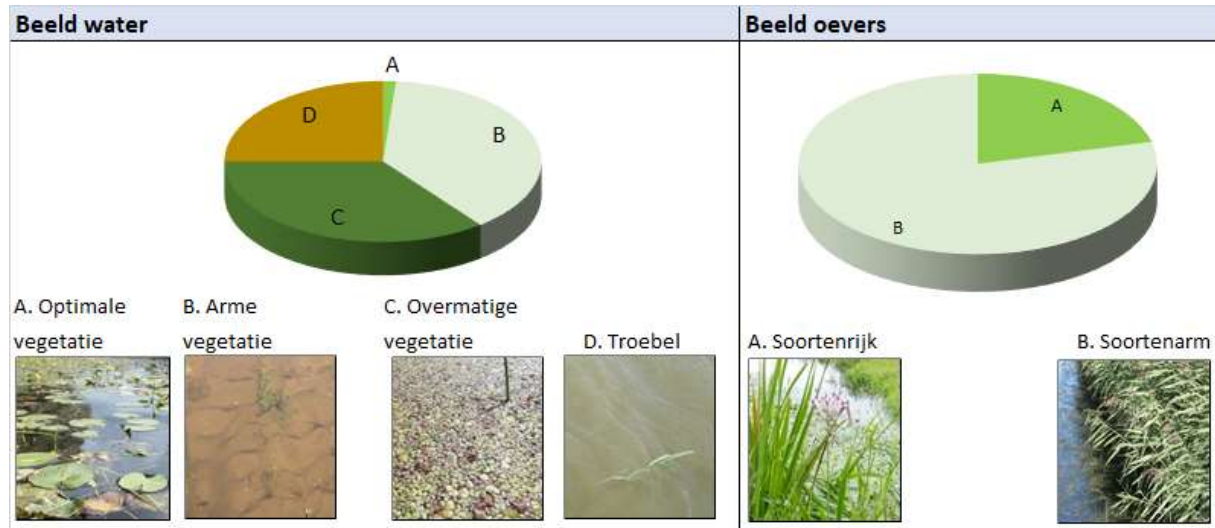 Beeld water
Beeld oevers
A
B
C
D
A
B
A. Optimale
vegetatie
B. Arme
vegetatie
C. Overmatige
vegetatie
D. Troebel
A. Soortenrijk
B. Soortenarm